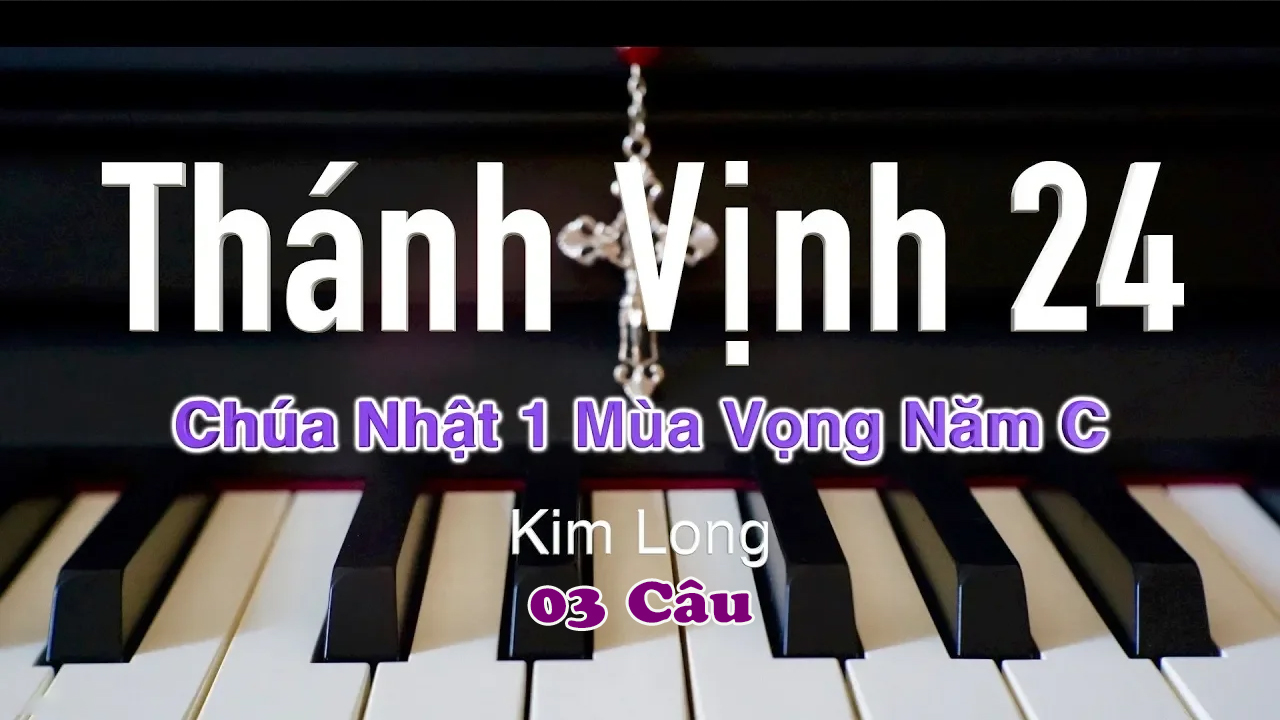 Thánh Vịnh 24
Chúa Nhật 1 Mùa Vọng Năm C
Kim Long
03 Câu